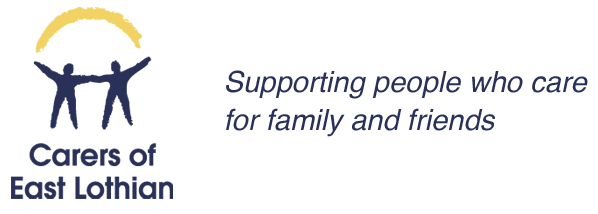 Supporting people who care
for family and friends
Carers of
East Lothian